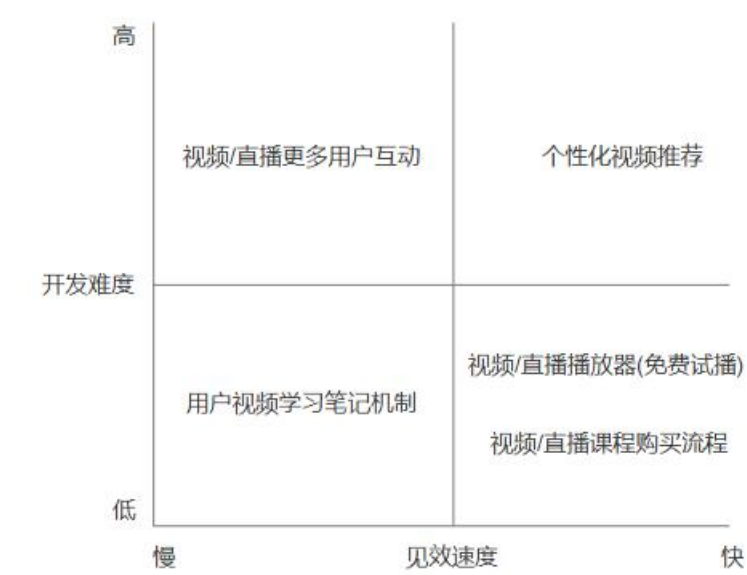 高
视频/直播更多用户互动
个性化视频推荐
开发难度
视频/直播播放器(免费试播)
用户视频学习笔记机制
视频/直播课程购买流程
低
慢
见效速度
快